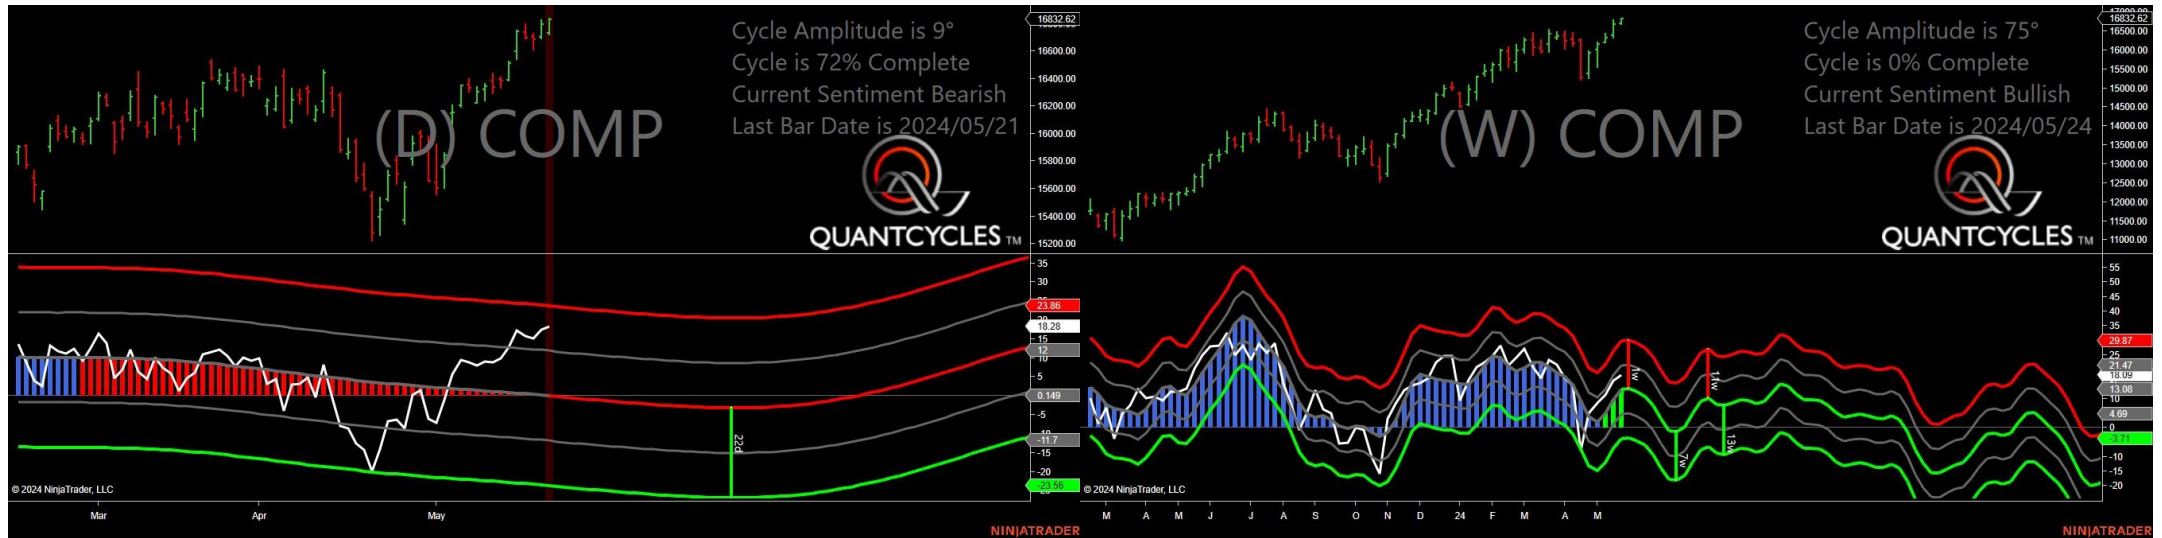 Cycle Amplitude is 9°
Cycle is 72% Complete
Current Sentiment Bearish
Last Bar Date is 2024/05/21
(D) COMP
QUANTCYCLES TM
16832.62
16600.00
16400.00
16200.00
16000.00
15800.00
15600.00
15400.00
15200.00
35
30
23.86
18.28
15
12
10
5
0.149
-5
-11.7
-15
-20
-23.56
22d
© 2024 NinjaTrader, LLC
Mar
Apr
May
NINJATRADER
Cycle Amplitude is 75°
Cycle is 0% Complete
Current Sentiment Bullish
Last Bar Date is 2024/05/24
(W) COMP
QUANTCYCLES TM
17000.00
16832.62
16500.00
16000.00
15500.00
15000.00
14500.00
14000.00
13500.00
13000.00
12500.00
12000.00
11500.00
11000.00
55
50
45
40
35
29.87
25
21.47
18.09
13.08
10
4.69
0
-3.71
-10
-15
-20
1w
11w
7w
13w
© 2024 NinjaTrader, LLC
M A M J J A S O N D 24 F M A M
NINJATRADER